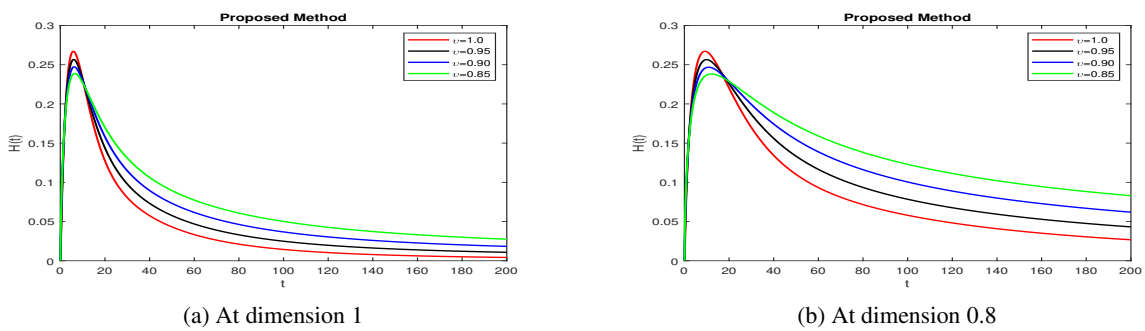 Proposed Method
0.3
0.25
0.2
0.15
0.1
0.05
0
H(t)
0 20 40 60 80 100 120 140 160 180 200
t
υ=1.0
υ=0.95
υ=0.90
υ=0.85
(a) At dimension 1
Proposed Method
0.3
0.25
0.2
0.15
0.1
0.05
0
H(t)
0 20 40 60 80 100 120 140 160 180 200
t
υ=1.0
υ=0.95
υ=0.90
υ=0.85
(b) At dimension 0.8